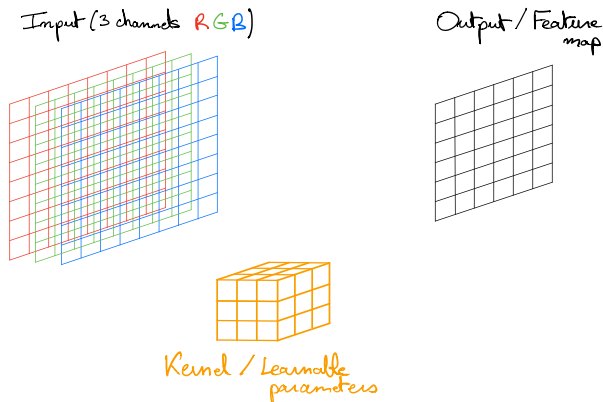 Input (3 channels RGB)
Output / Feature
map
Kernel / Learnable
parameters